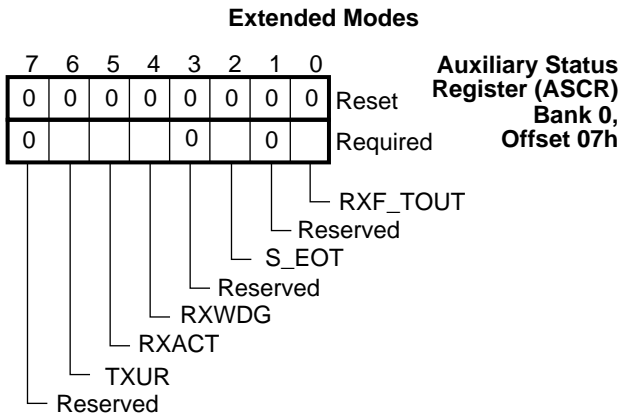 Extended Modes
7 6 5 4 3 2 1 0
0 0 0 0 0 0 0 0 Reset
0 0 0 Required
Auxiliary Status
Register (ASCR)
Bank 0,
Offset 07h
RXF_TOUT
Reserved
S_EOT
Reserved
RXWDG
RXACT
TXUR
Reserved